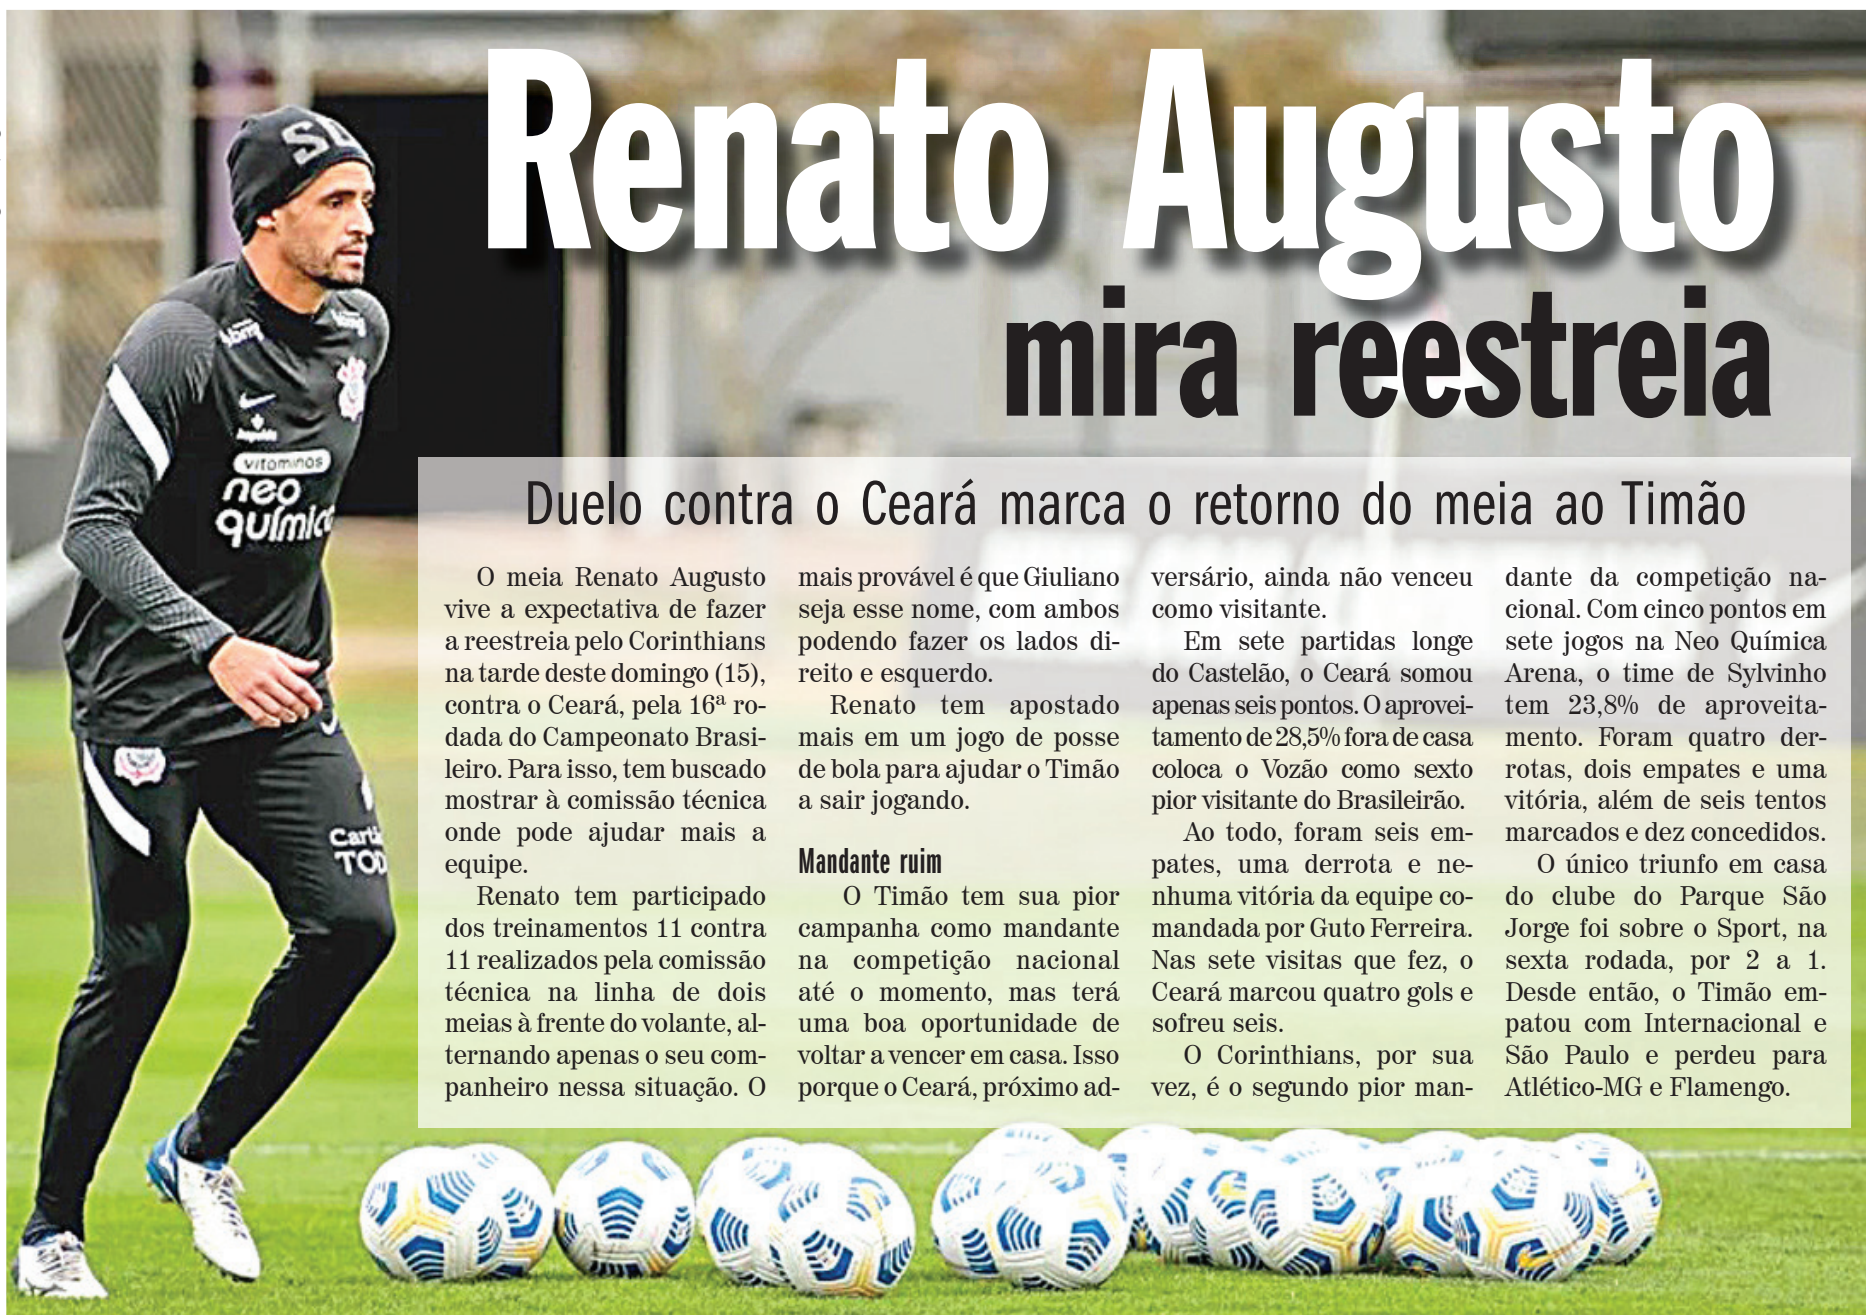 Renato Augusto
mira reestreia
Duelo contra o Ceará marca o retorno do meia ao Timão
O meia Renato Augusto
vive a expectativa de fazer
a reestreia pelo Corinthians
na tarde deste domingo (15),
contra o Ceará, pela 16ª ro-
dada do Campeonato Brasi-
leiro. Para isso, tem buscado
mostrar à comissão técnica
onde pode ajudar mais a
equipe.
Renato tem participado
dos treinamentos 11 contra
11 realizados pela comissão
técnica na linha de dois
meias à frente do volante, al-
ternando apenas o seu com-
panheiro nessa situação. O
mais provável é que Giuliano
seja esse nome, com ambos
podendo fazer os lados di-
reito e esquerdo.
Renato tem apostado
mais em um jogo de posse
de bola para ajudar o Timão
a sair jogando.
Mandante ruim
O Timão tem sua pior
campanha como mandante
na competição nacional
até o momento, mas terá
uma boa oportunidade de
voltar a vencer em casa. Isso
porque o Ceará, próximo ad-
versário, ainda não venceu
como visitante.
Em sete partidas longe
do Castelão, o Ceará somou
apenas seis pontos. O aprovei-
tamento de 28,5% fora de casa
coloca o Vozão como sexto
pior visitante do Brasileirão.
Ao todo, foram seis em-
pates, uma derrota e ne-
nhuma vitória da equipe co-
mandada por Guto Ferreira.
Nas sete visitas que fez, o
Ceará marcou quatro gols e
sofreu seis.
O Corinthians, por sua
vez, é o segundo pior man-
dante da competição na-
cional. Com cinco pontos em
sete jogos na Neo Química
Arena, o time de Sylvinho
tem 23,8% de aproveita-
mento. Foram quatro der-
rotas, dois empates e uma
vitória, além de seis tentos
marcados e dez concedidos.
O único triunfo em casa
do clube do Parque São
Jorge foi sobre o Sport, na
sexta rodada, por 2 a 1.
Desde então, o Timão em-
patou com Internacional e
São Paulo e perdeu para
Atlético-MG e Flamengo.
vitaminas
neo
química
TOD